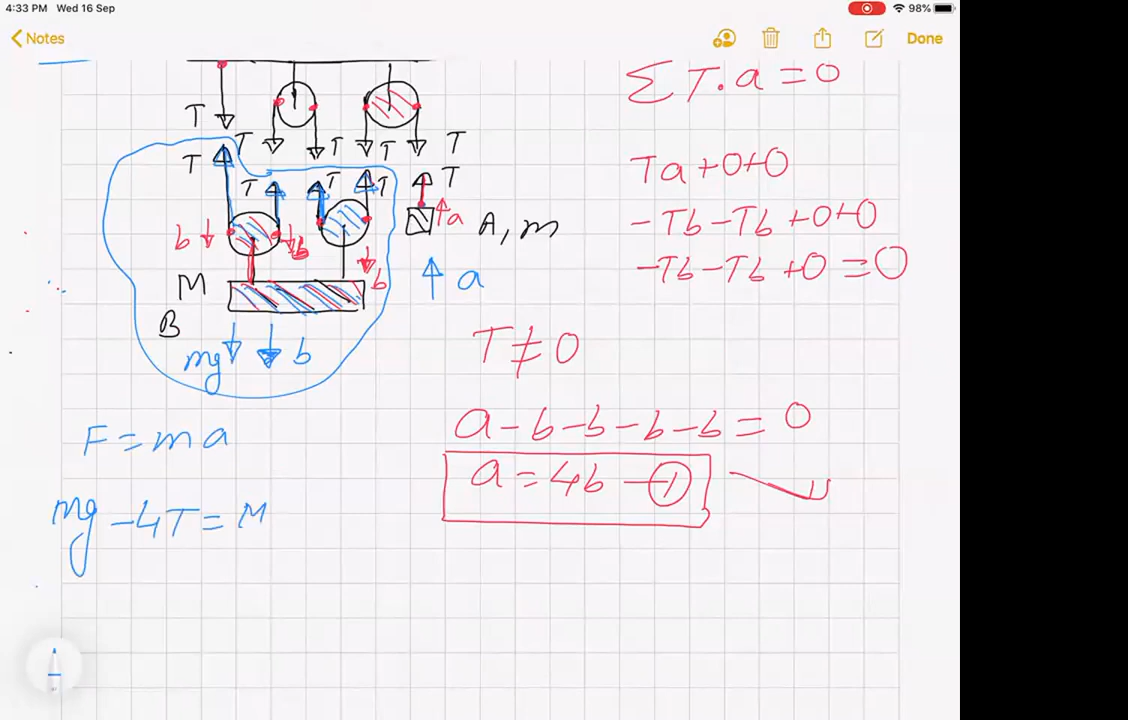 4:33 PM Wed 16 Sep
98%
Notes
Done
Σ T.a = 0
T
T T T T T
T T T T
Ta + 0 + 0
- Tb - Tb + 0 + 0
- Tb - Tb + 0 = 0
b
b
a
A, m
b
M
a
B
mg
b
T ≠ 0
a - b - b - b - b = 0
a = 4b — ①
F = ma
mg - 4T = M